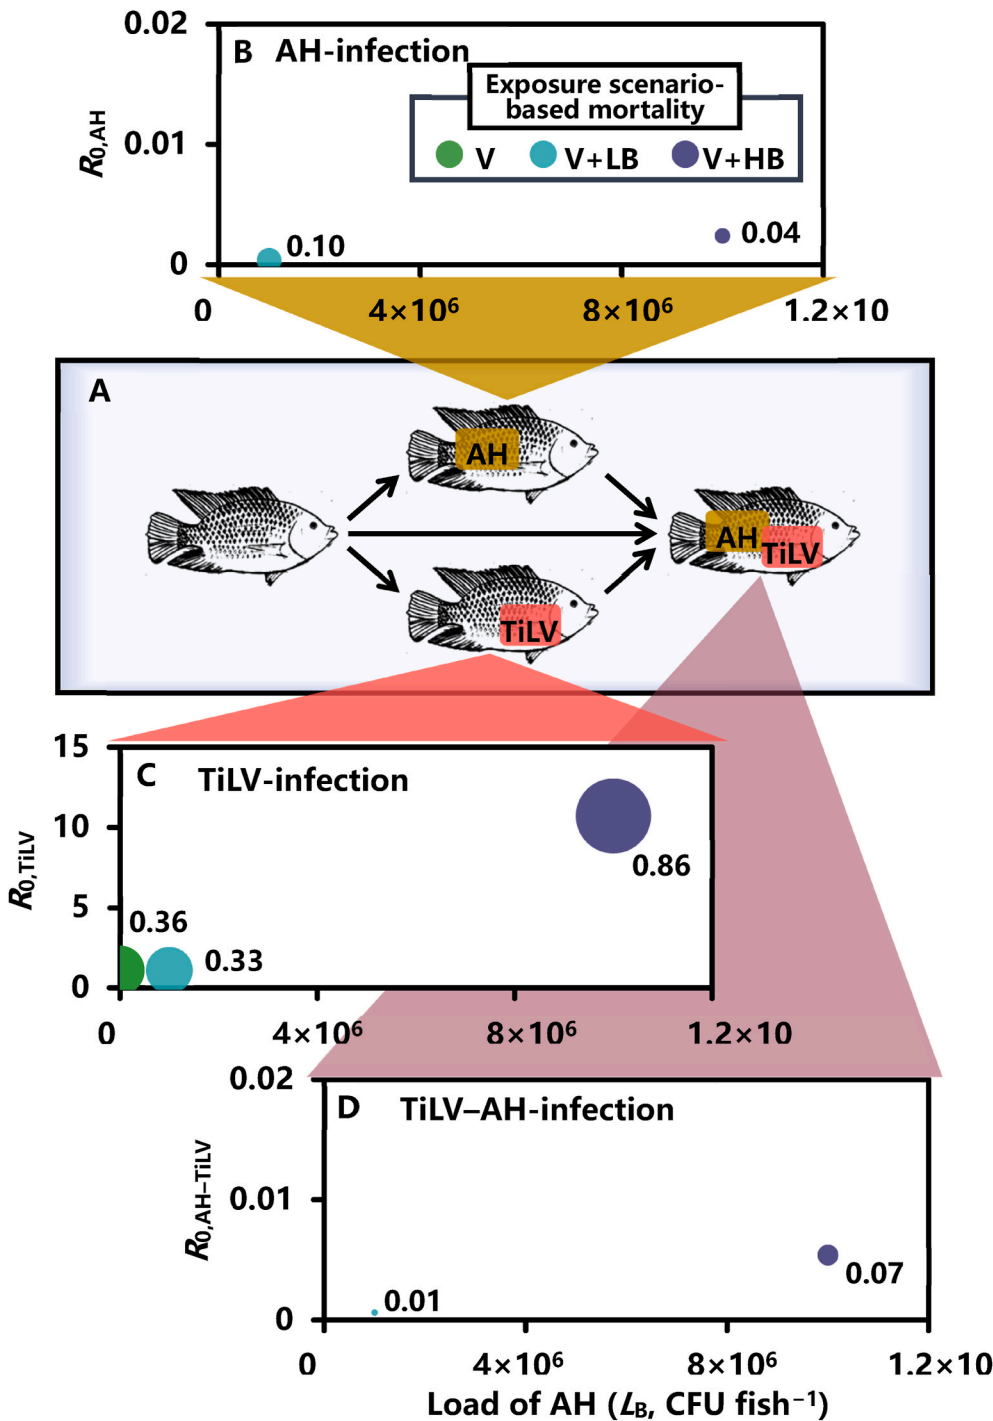 0.02
B AH-infection
Exposure scenario-
based mortality
V V+LB V+HB
R0,AH
0.01
0.10
0.04
0
0 4×10⁶ 8×10⁶ 1.2×10
A
AH
AH
TiLV
TiLV
15
C TiLV-infection
10
R0,TiLV
0.86
5
0.36
0.33
0
0 4×10⁶ 8×10⁶ 1.2×10
0.02
D TiLV–AH-infection
R0,AH–TiLV
0.01
0.07
0.01
0
0 4×10⁶ 8×10⁶ 1.2×10
Load of AH (LB, CFU fish⁻¹)